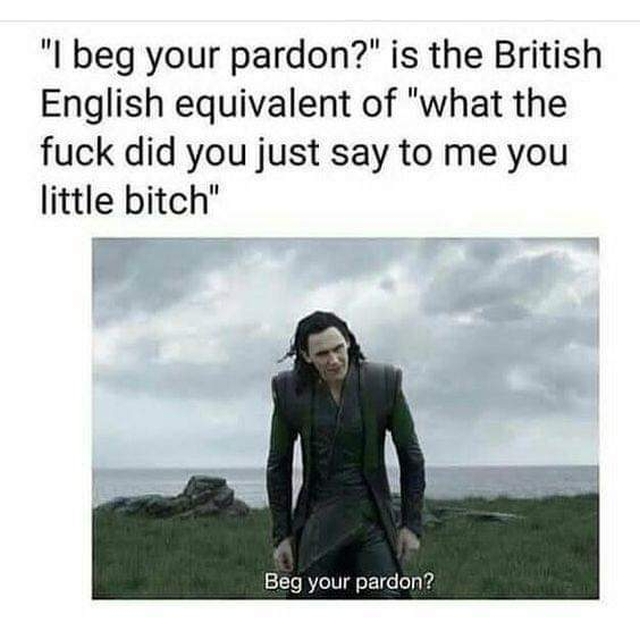 "I beg your pardon?" is the British
English equivalent of "what the
fuck did you just say to me you
little bitch"
Beg your pardon?